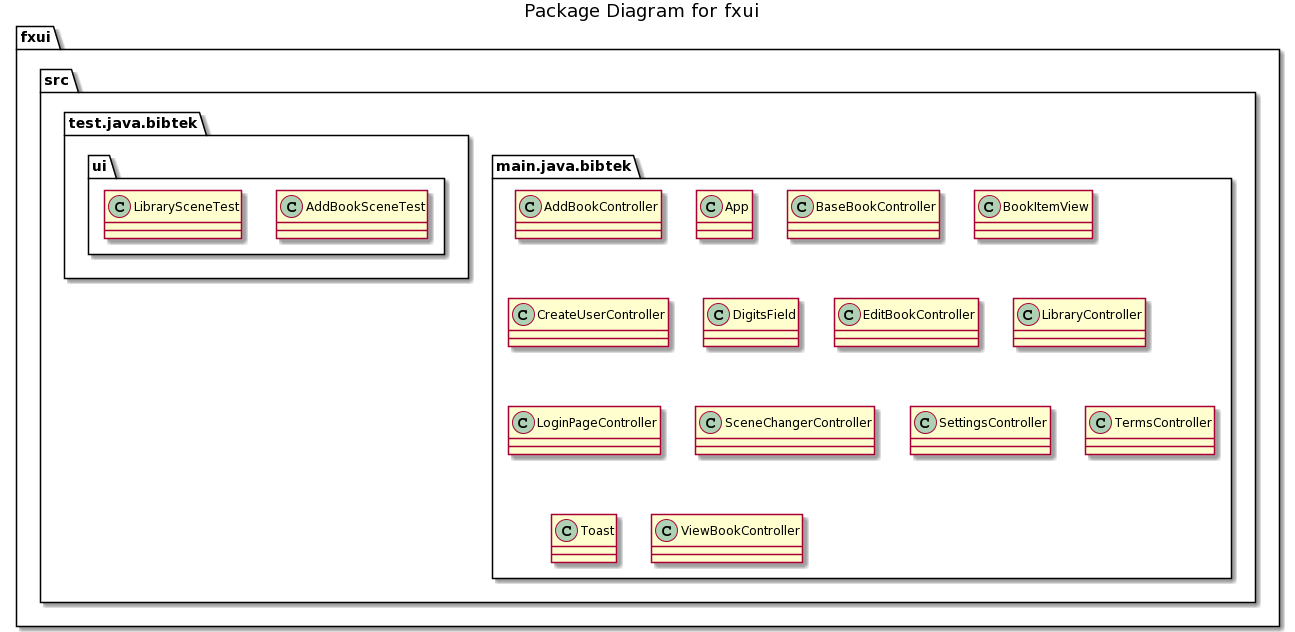 Package Diagram for fxui
fxui
src
test.java.bibtek
ui
C LibrarySceneTest
C AddBookSceneTest
main.java.bibtek
C AddBookController
C App
C BaseBookController
C BookItemView
C CreateUserController
C DigitsField
C EditBookController
C LibraryController
C LoginPageController
C SceneChangerController
C SettingsController
C TermsController
C Toast
C ViewBookController